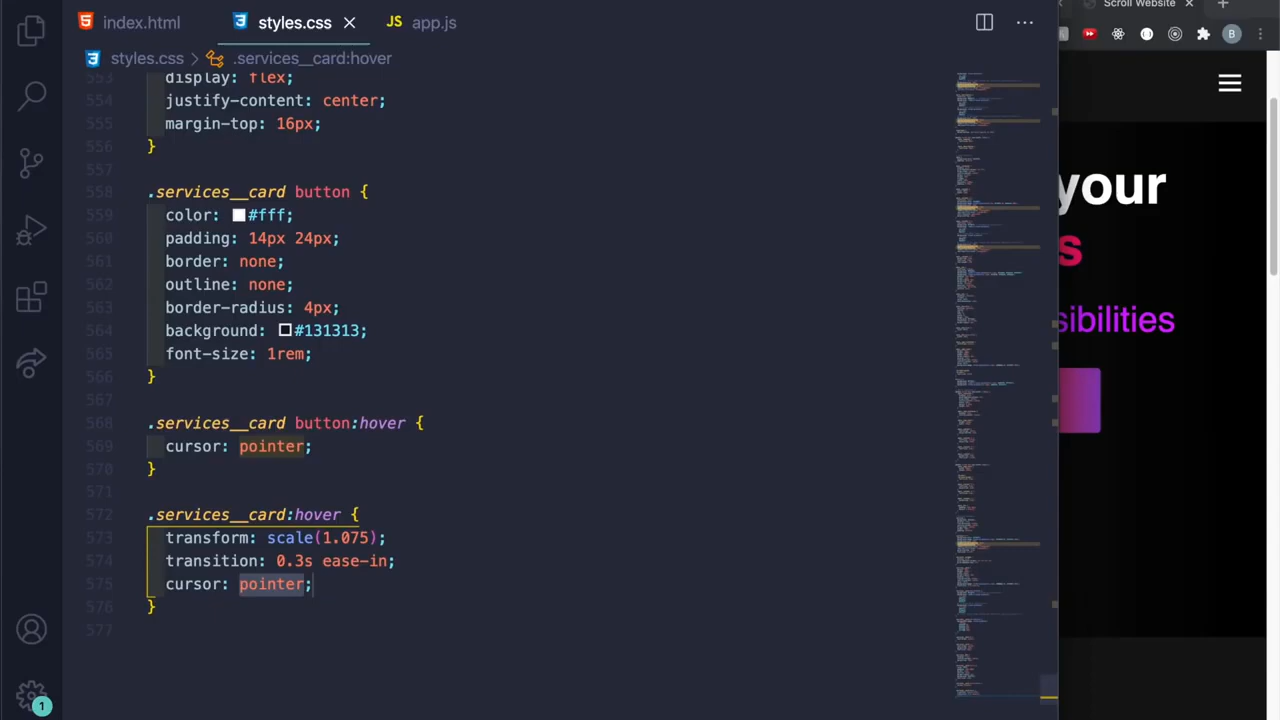 index.html
styles.css
JS app.js
Scroll Website
styles.css > .services__card:hover
B
553 display: flex;
554 justify-content: center;
555 margin-top: 16px;
556 }
557
558 .services__card button {
559 color: #fff;
560 padding: 14px 24px;
561 border: none;
562 outline: none;
563 border-radius: 4px;
564 background: #131313;
565 font-size: 1rem;
566 }
567
568 .services__card button:hover {
569 cursor: pointer;
570 }
571
572 .services__card:hover {
573 transform: scale(1.075);
574 transition: 0.3s ease-in;
575 cursor: pointer;
576 }
577
your
s
sibilities
1